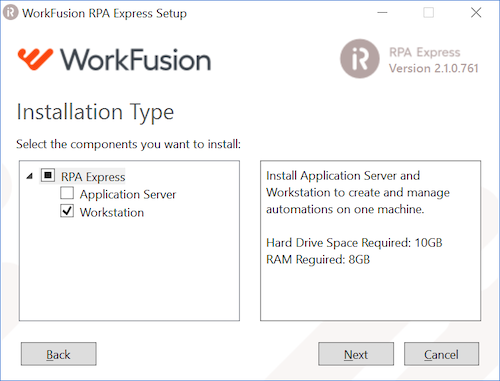 WorkFusion RPA Express Setup
WorkFusion
RPA Express
Version 2.1.0.761
Installation Type
Select the components you want to install:
RPA Express
Application Server
Workstation
Install Application Server and
Workstation to create and manage
automations on one machine.
Hard Drive Space Required: 10GB
RAM Reguired: 8GB
Back
Next
Cancel